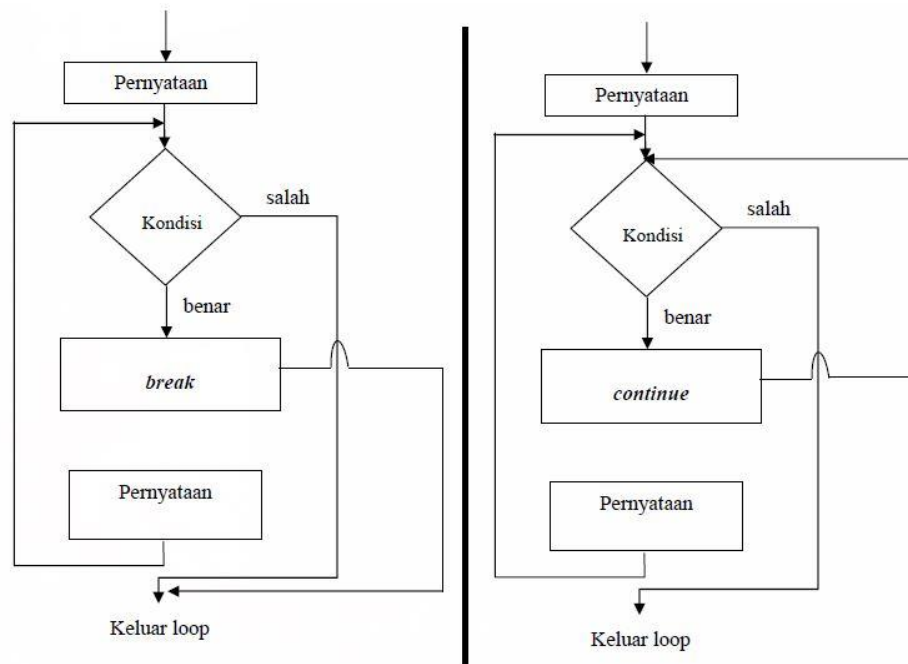 Pernyataan
Kondisi
salah
benar
break
Pernyataan
Keluar loop
Pernyataan
Kondisi
salah
benar
continue
Pernyataan
Keluar loop